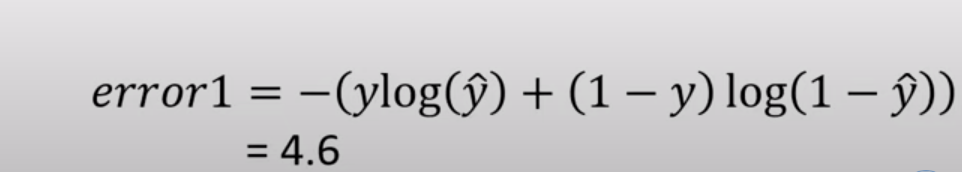 error1 = −(ylog(ŷ) + (1 − y) log(1 − ŷ))
= 4.6